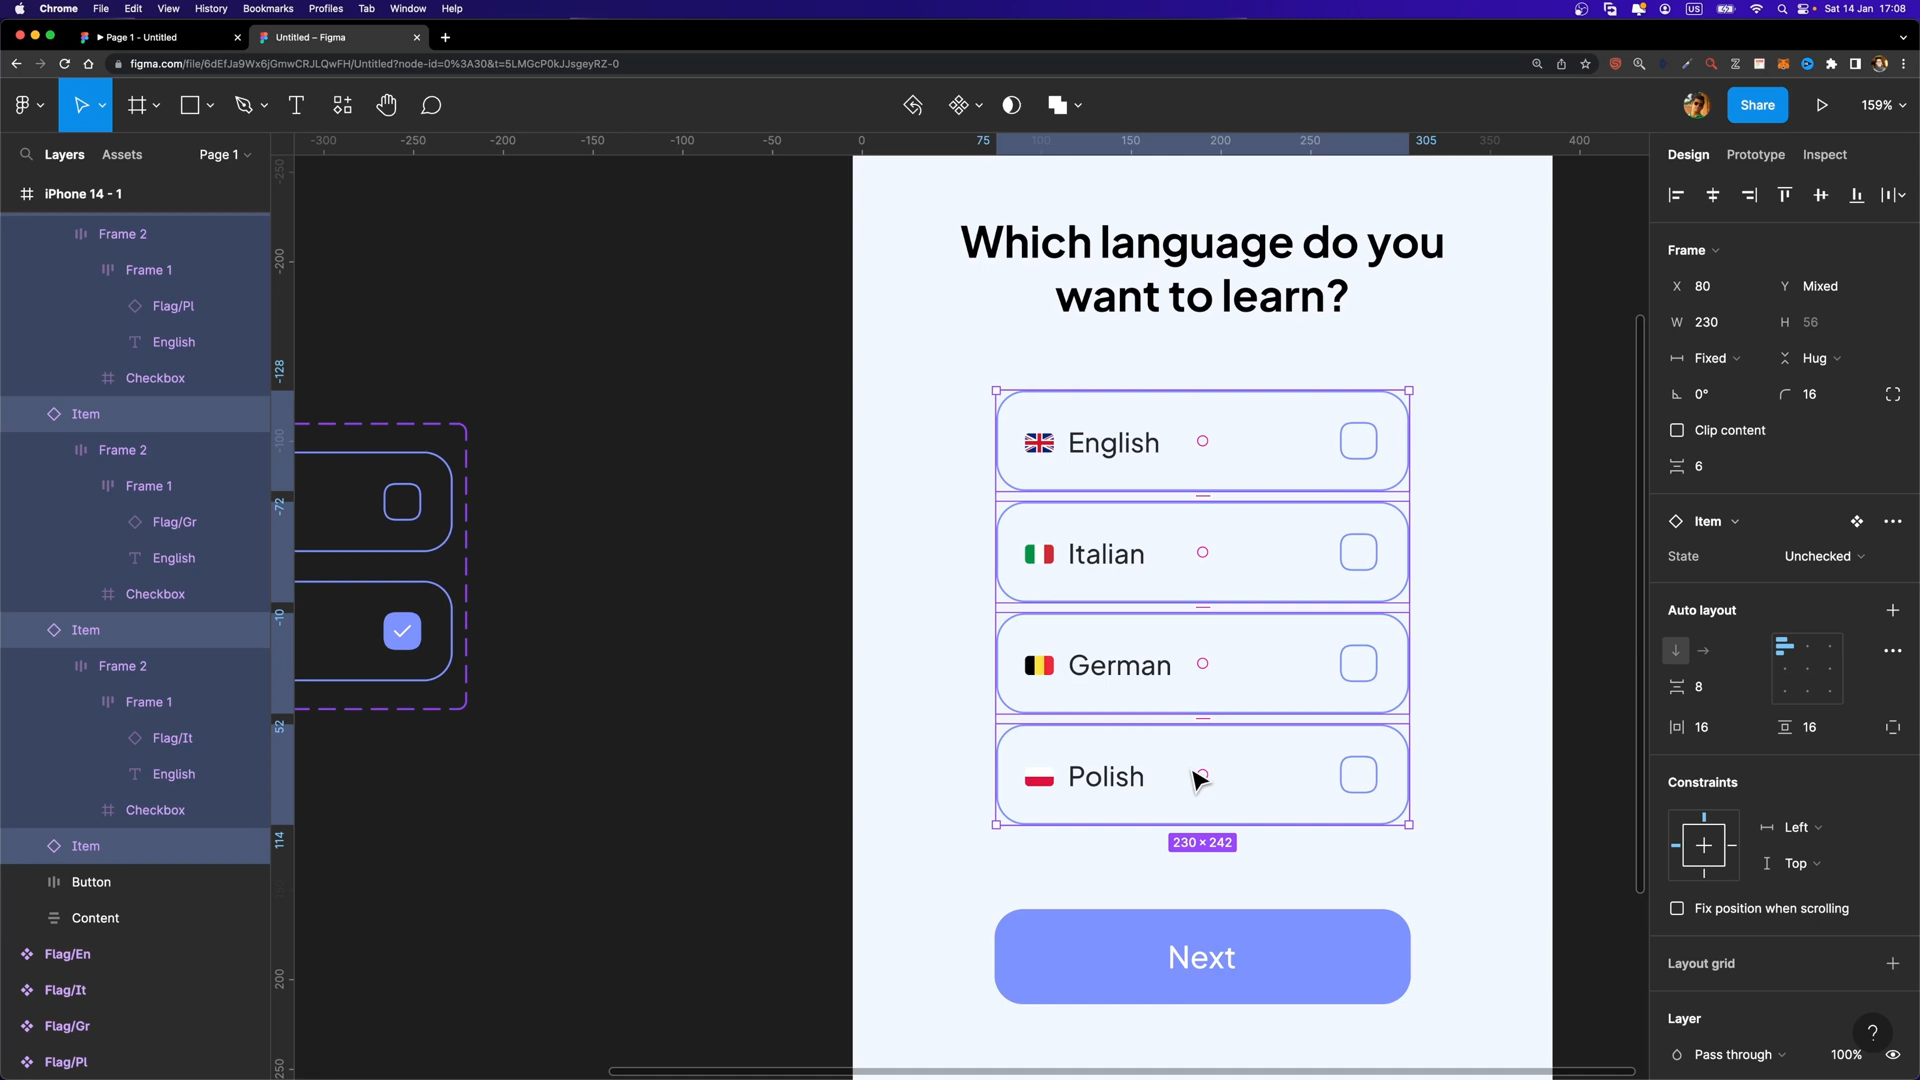 Chrome File Edit View History Bookmarks Profiles Tab Window Help US Sat 14 Jan 17:08
Page 1 - Untitled Untitled – Figma
figma.com/file/6dEfJa9Wx6jGmwCRJLQwFH/Untitled?node-id=0%3A30&t=5LMGcP0kJJsgeyRZ-0
Share 159%
Layers Assets Page 1
-300 -250 -200 -150 -100 -50 0 75 100 150 200 250 305 350 400
Design Prototype Inspect
iPhone 14 - 1
Frame 2
Frame 1
Flag/Pl
English
Checkbox
Item
Frame 2
Frame 1
Flag/Gr
English
Checkbox
Item
Frame 2
Frame 1
Flag/It
English
Checkbox
Item
Button
Content
Flag/En
Flag/It
Flag/Gr
Flag/Pl
-250
-200
-128
-100
-72
-10
52
114
200
250
Which language do you
want to learn?
English
Italian
German
Polish
230 × 242
Next
Frame
X 80 Y Mixed
W 230 H 56
Fixed Hug
0° 16
Clip content
6
Item
State Unchecked
Auto layout
8
16 16
Constraints
Left
Top
Fix position when scrolling
Layout grid
Layer
?
Pass through 100%